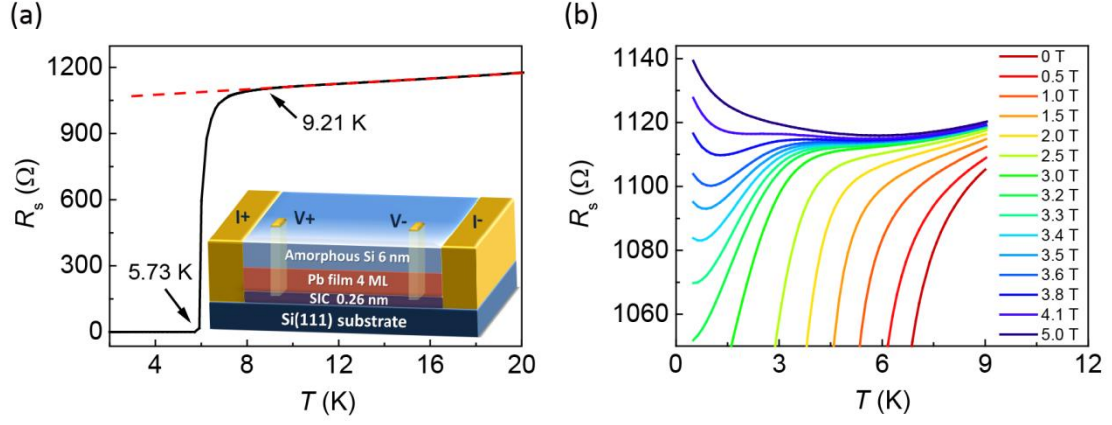 (a)
1200
900
600
300
0
Rₛ (Ω)
9.21 K
5.73 K
I+
V+
V-
I-
Amorphous Si 6 nm
Pb film 4 ML
SIC 0.26 nm
Si(111) substrate
4 8 12 16 20
T (K)
(b)
1140
1120
1100
1080
1060
Rₛ (Ω)
0 T
0.5 T
1.0 T
1.5 T
2.0 T
2.5 T
3.0 T
3.2 T
3.3 T
3.4 T
3.5 T
3.6 T
3.8 T
4.1 T
5.0 T
0 3 6 9 12
T (K)